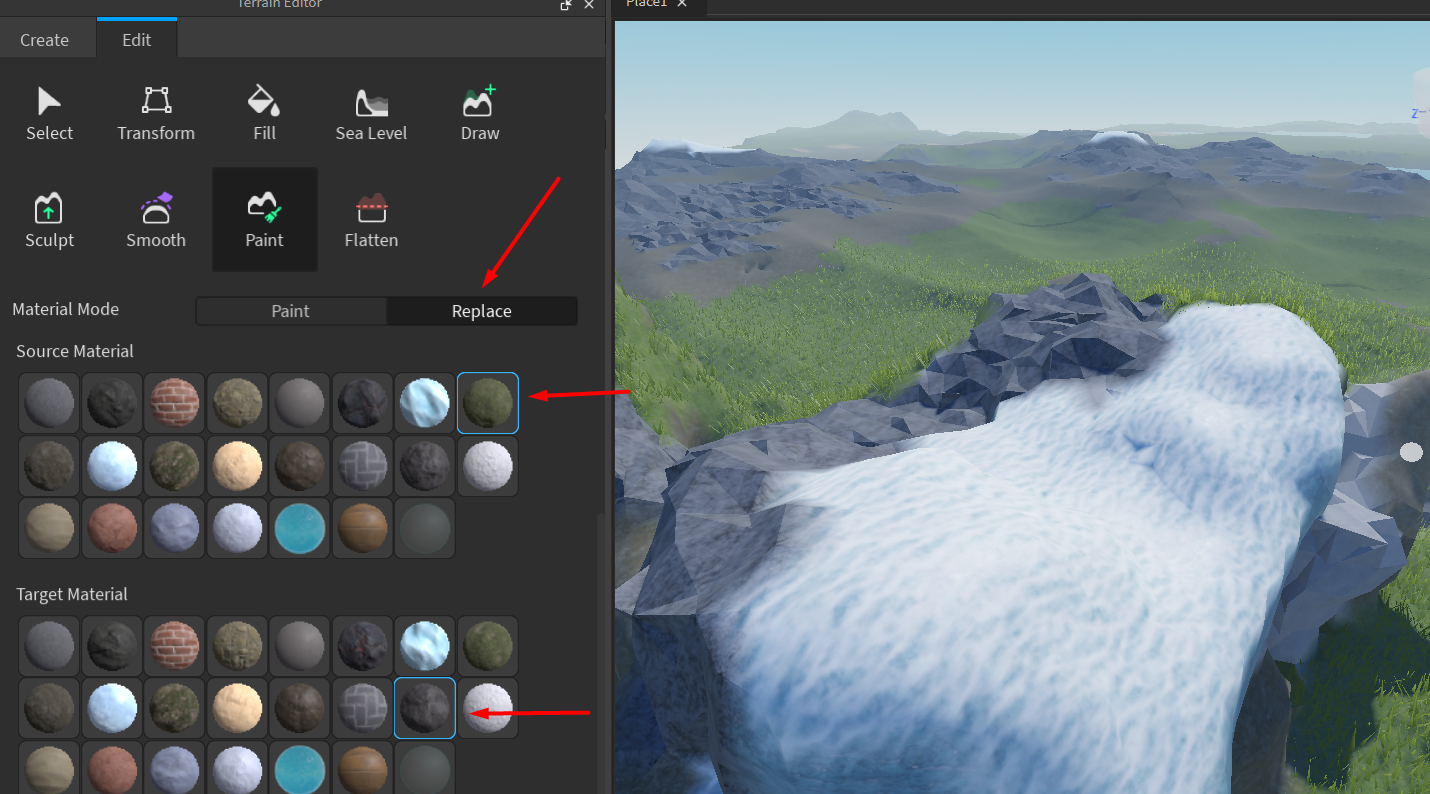 Terrain Editor
Place1
Create Edit
Select Transform Fill Sea Level Draw
Sculpt Smooth Paint Flatten
Material Mode Paint Replace
Source Material
Target Material
z-